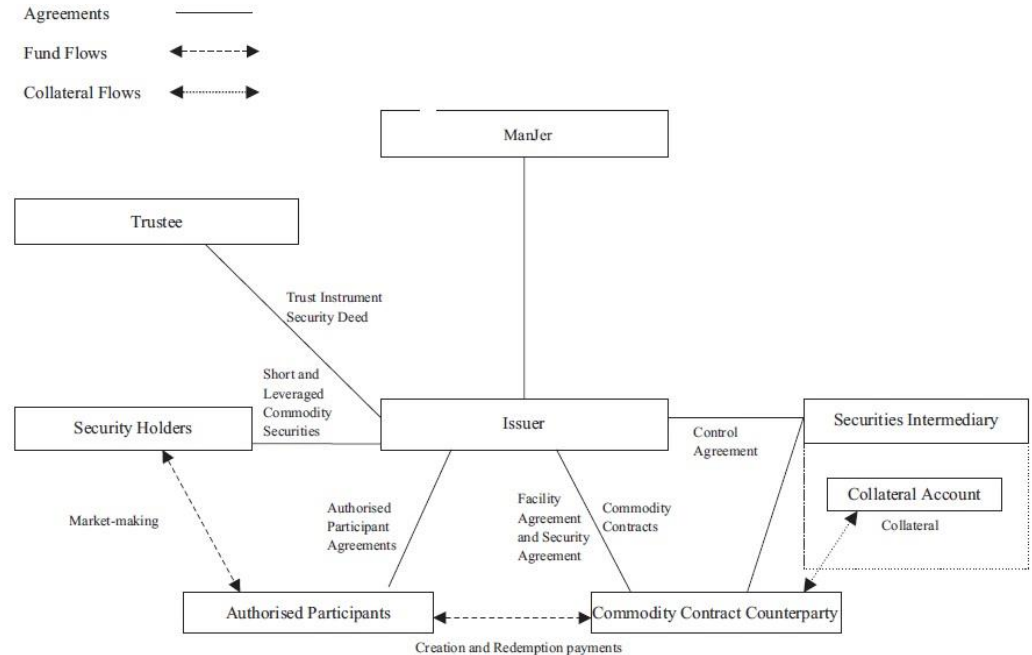 Agreements
Fund Flows
Collateral Flows
ManJer
Trustee
Trust Instrument
Security Deed
Short and
Leveraged
Commodity
Securities
Security Holders
Issuer
Control
Agreement
Securities Intermediary
Collateral Account
Collateral
Market-making
Authorised
Participant
Agreements
Facility
Agreement
and Security
Agreement
Commodity
Contracts
Authorised Participants
Commodity Contract Counterparty
Creation and Redemption payments